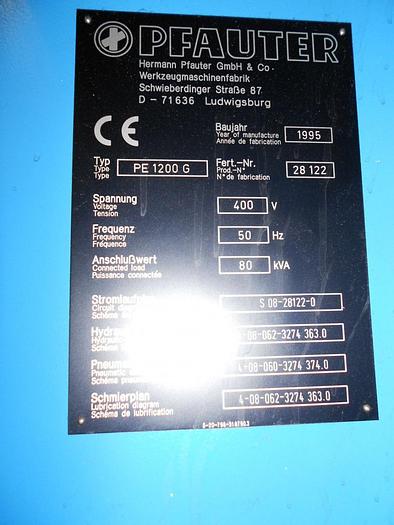 PFAUTER
Hermann Pfauter GmbH & Co.
Werkzeugmaschinenfabrik
Schwieberdinger Straße 87
D - 71636 Ludwigsburg
CE
Baujahr
Year of manufacture
Année de fabrication
1995
Typ
Type
Type
PE 1200 G
Fert.-Nr.
Prod.-N°
N° de fabrication
28 122
Spannung
Voltage
Tension
400 V
Frequenz
Frequency
Fréquence
50 Hz
Anschlußwert
Connected load
Puissance connectée
80 kVA
Stromlaufplan
Circuit
Schéma
S 08-28122-0
-08-062-3274 363.0
4-08-060-3274 374.0
Schmierplan
Lubrication diagram
Schéma de lubrification
4-08-062-3274 363.0